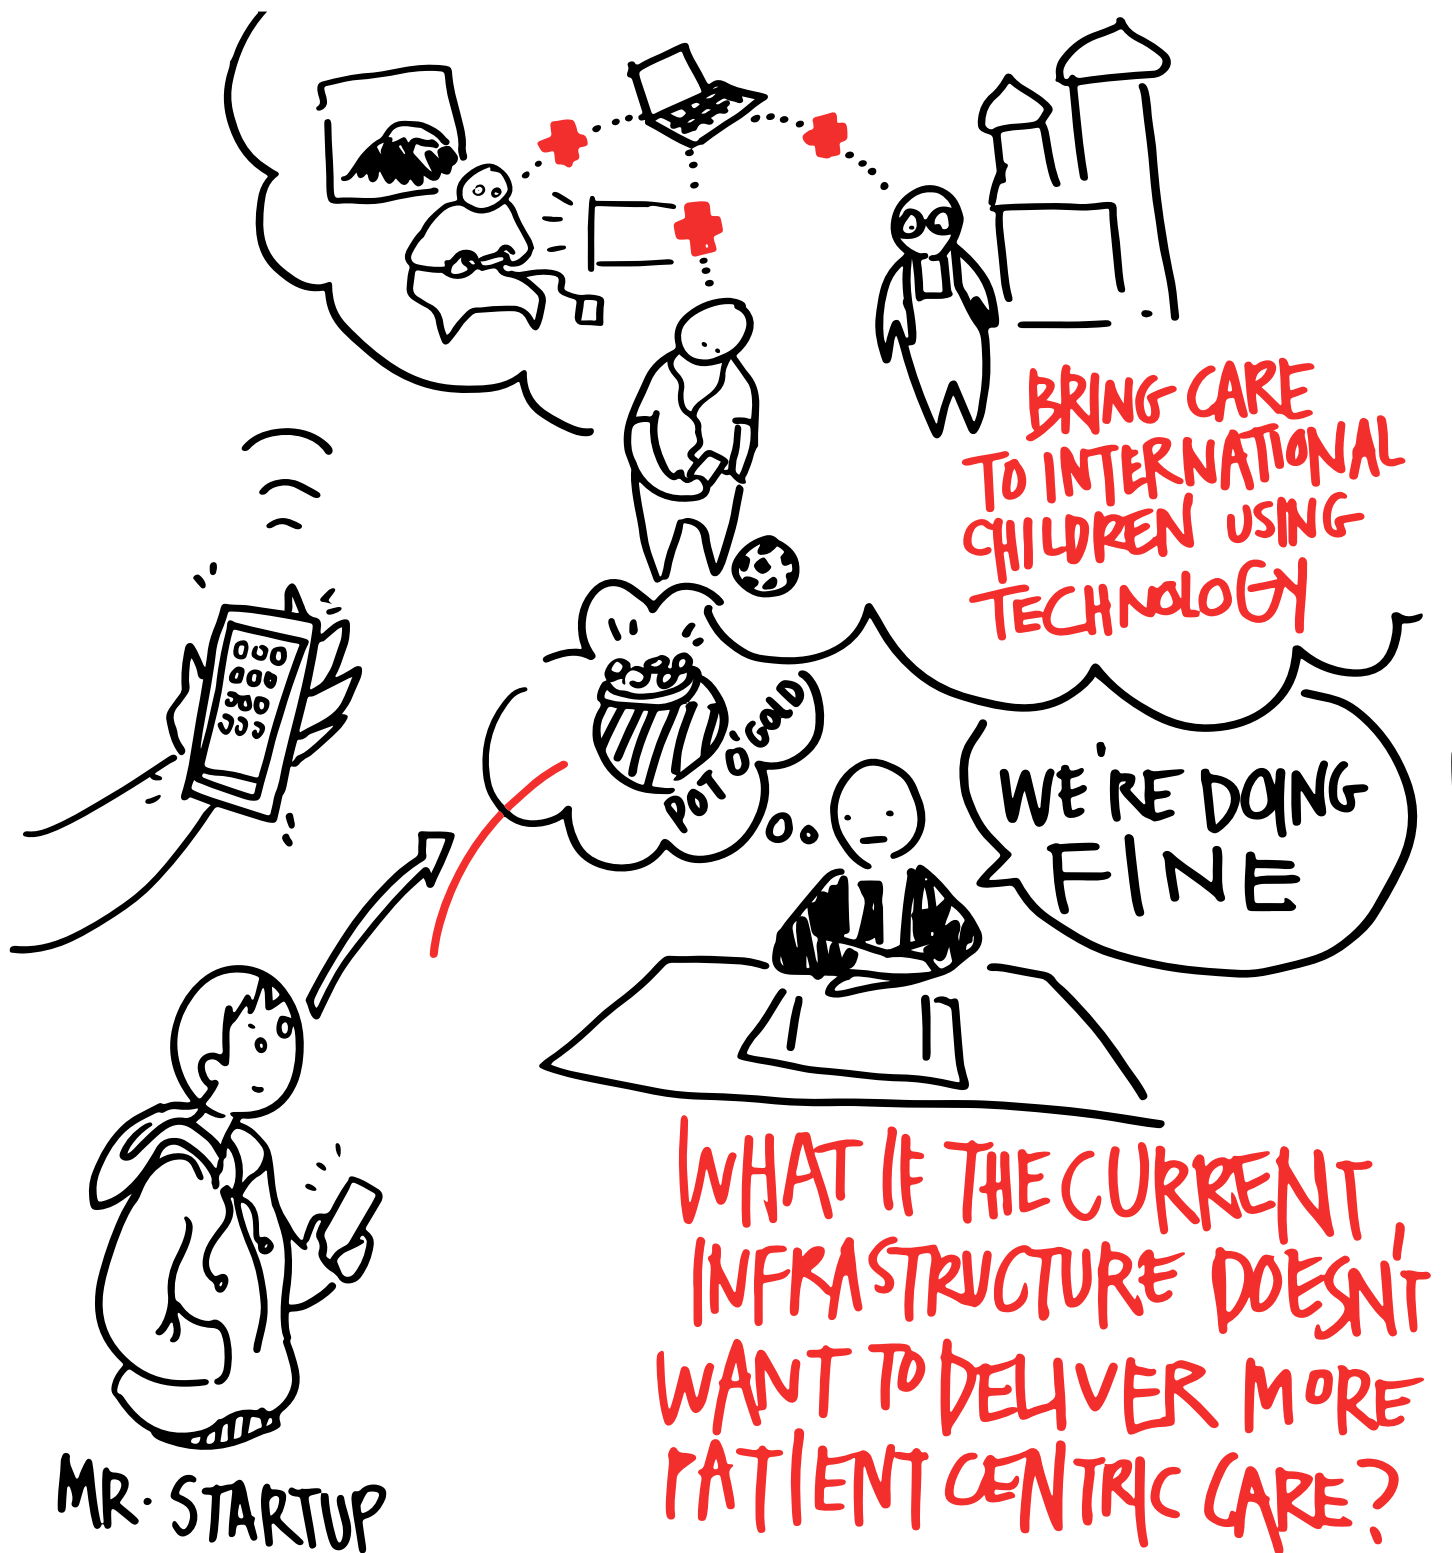 BRING CARE
TO INTERNATIONAL
CHILDREN USING
TECHNOLOGY
POT O' GOLD
WE'RE DOING
FINE
WHAT IF THE CURRENT
INFRASTRUCTURE DOESN'T
WANT TO DELIVER MORE
PATIENT CENTRIC CARE?
MR. STARTUP